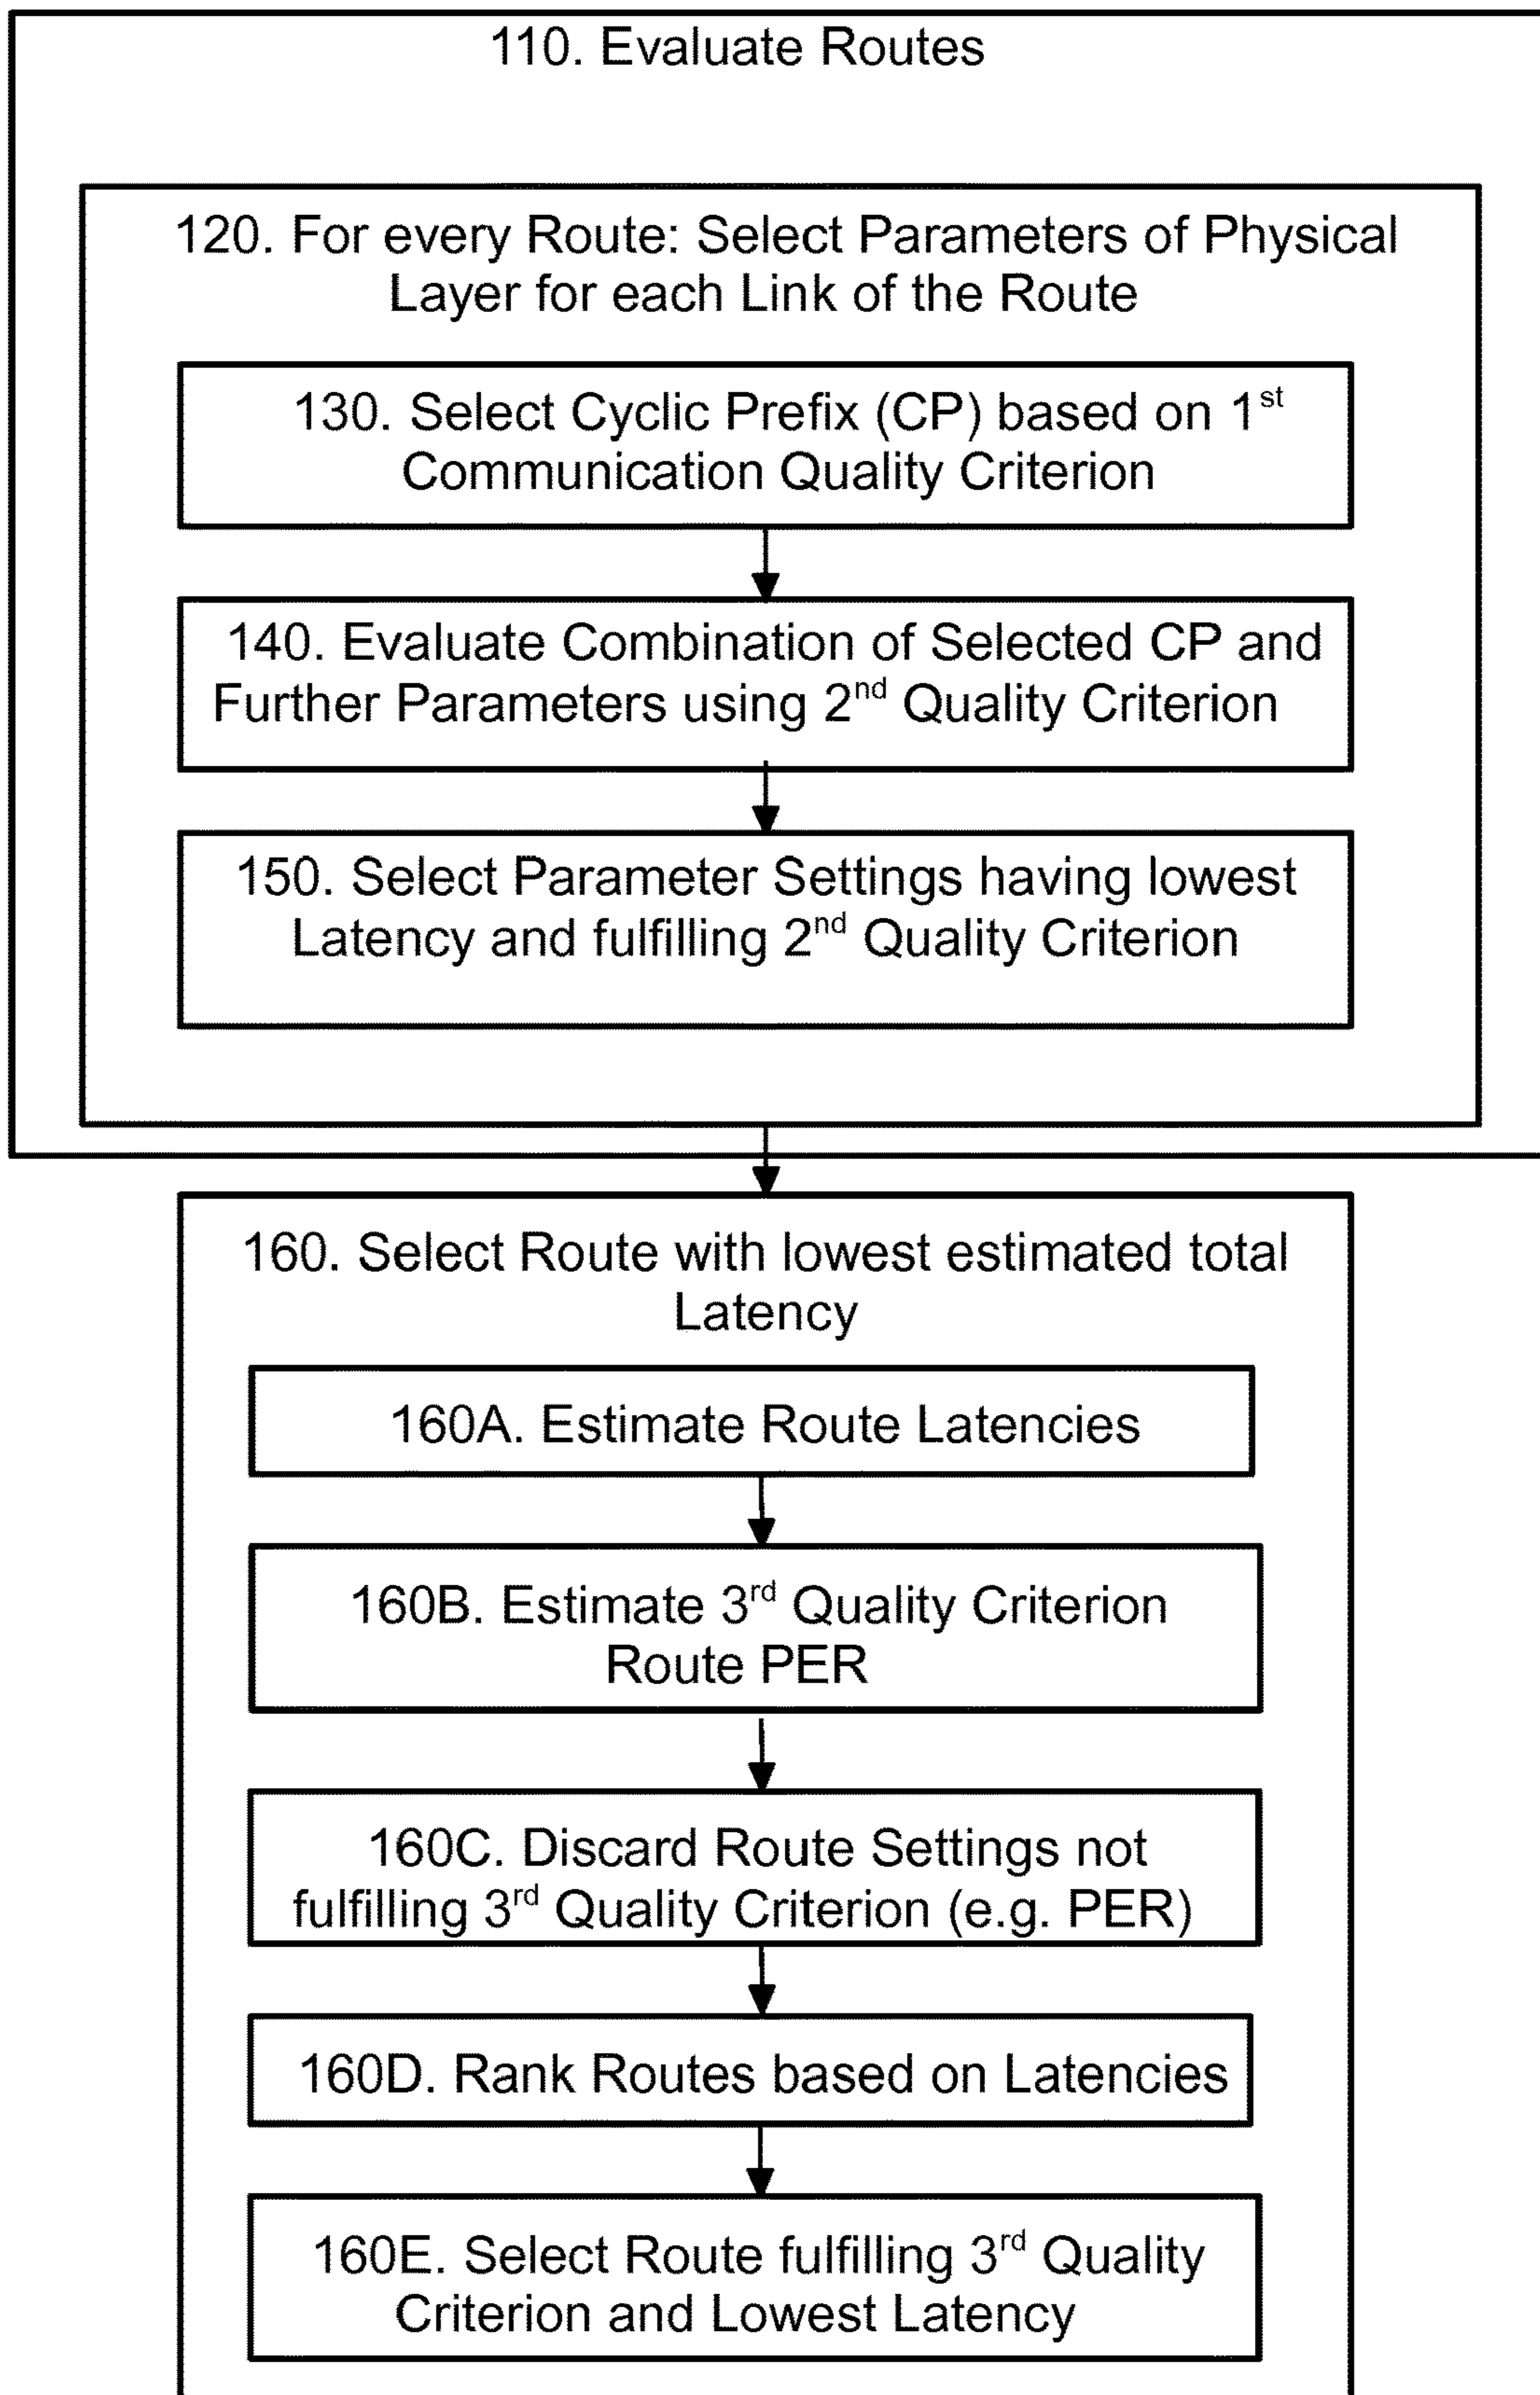 110. Evaluate Routes
120. For every Route: Select Parameters of Physical
Layer for each Link of the Route
130. Select Cyclic Prefix (CP) based on 1st
Communication Quality Criterion
140. Evaluate Combination of Selected CP and
Further Parameters using 2nd Quality Criterion
150. Select Parameter Settings having lowest
Latency and fulfilling 2nd Quality Criterion
160. Select Route with lowest estimated total
Latency
160A. Estimate Route Latencies
160B. Estimate 3rd Quality Criterion
Route PER
160C. Discard Route Settings not
fulfilling 3rd Quality Criterion (e.g. PER)
160D. Rank Routes based on Latencies
160E. Select Route fulfilling 3rd Quality
Criterion and Lowest Latency